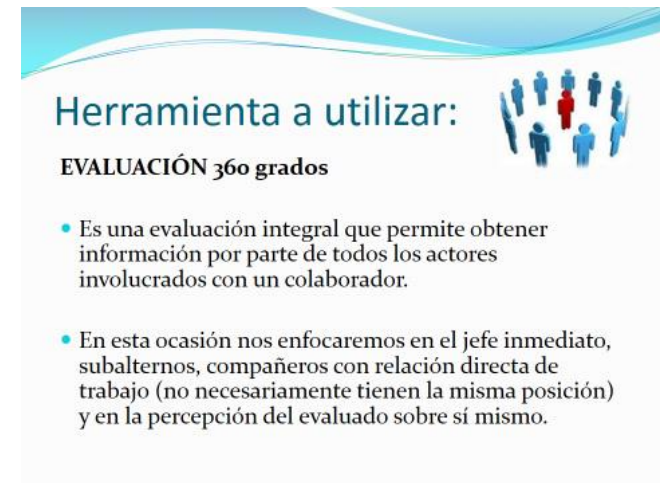 Herramienta a utilizar:
EVALUACIÓN 360 grados
• Es una evaluación integral que permite obtener
información por parte de todos los actores
involucrados con un colaborador.
• En esta ocasión nos enfocaremos en el jefe inmediato,
subalternos, compañeros con relación directa de
trabajo (no necesariamente tienen la misma posición)
y en la percepción del evaluado sobre sí mismo.